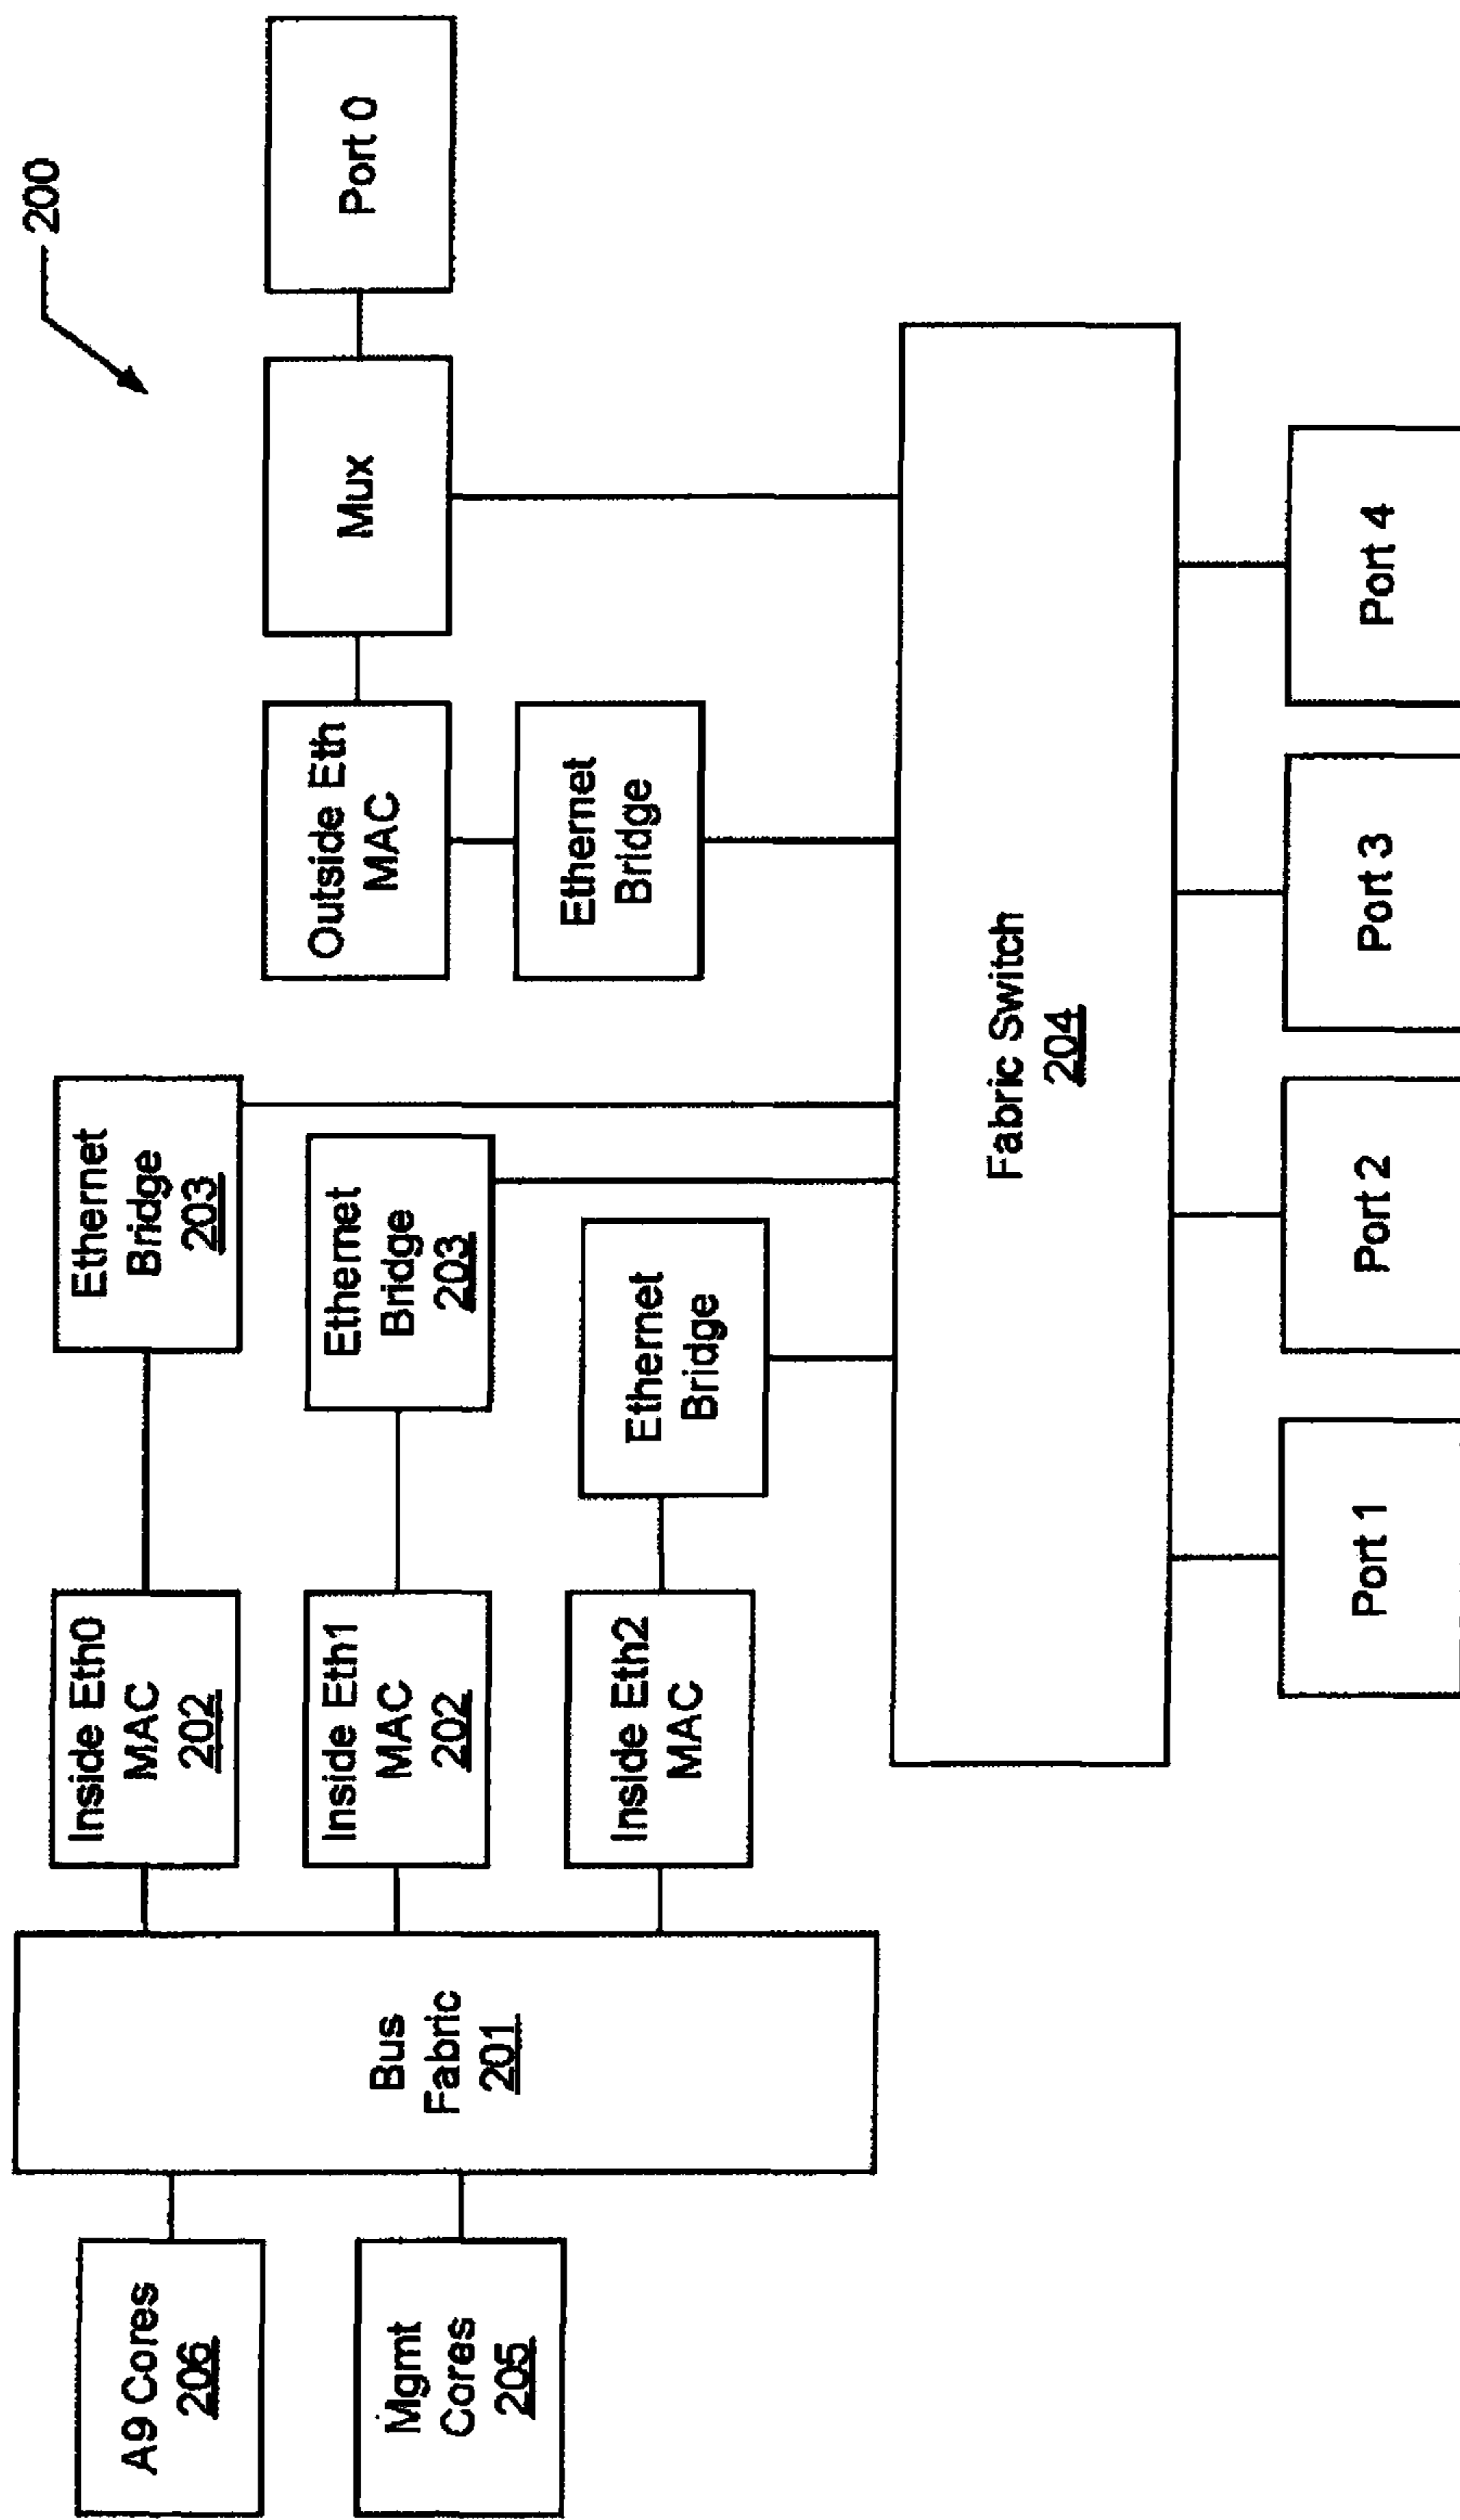 200
A9 Cores
206
Mgmt
Cores
205
Bus
Fabric
201
Inside Eth0
MAC
202
Inside Eth1
MAC
202
Inside Eth2
MAC
Ethernet
Bridge
203
Ethernet
Bridge
203
Ethernet
Bridge
Outside Eth
MAC
Ethernet
Bridge
Mux
Port 0
Fabric Switch
204
Port 1
Port 2
Port 3
Port 4